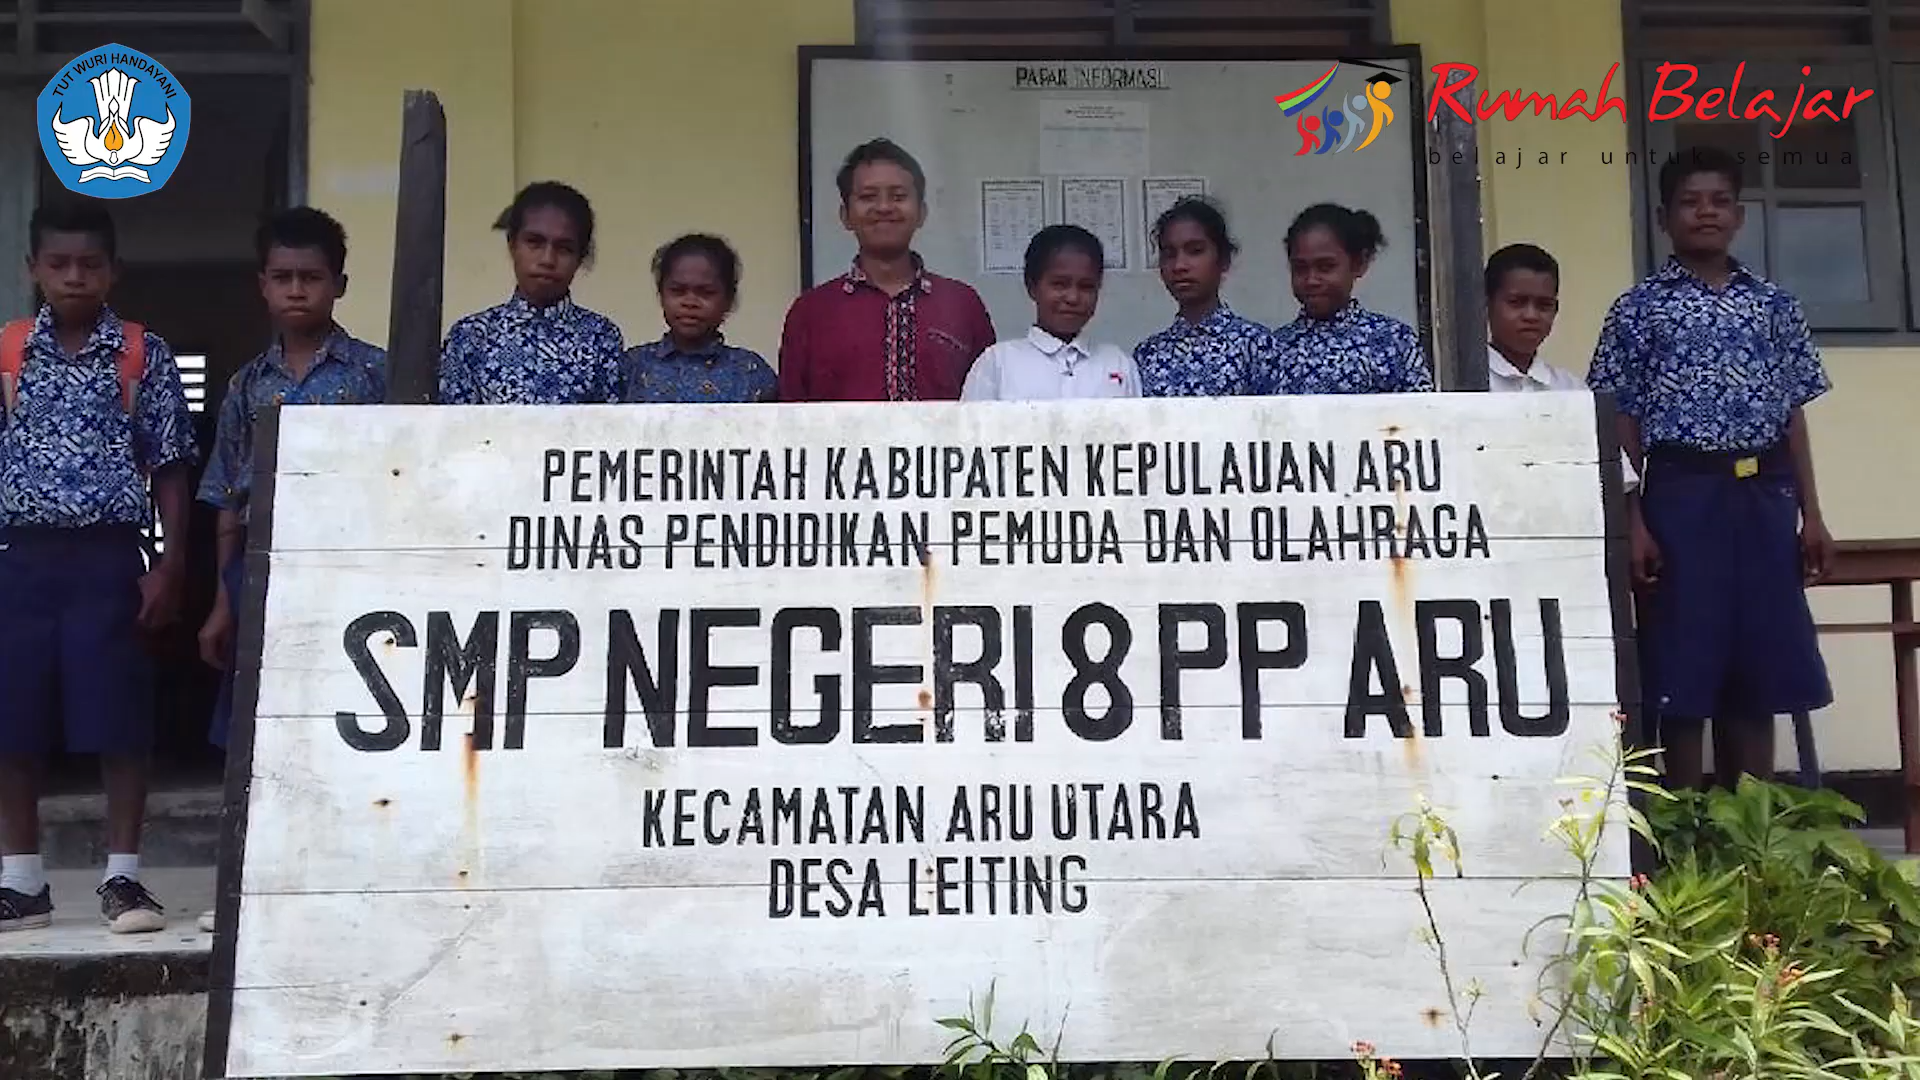 TUT WURI HANDAYANI
PAPAN INFORMASI
Rumah Belajar
belajar untuk semua
PEMERINTAH KABUPATEN KEPULAUAN ARU
DINAS PENDIDIKAN PEMUDA DAN OLAHRAGA
SMP NEGERI 8 PP ARU
KECAMATAN ARU UTARA
DESA LEITING